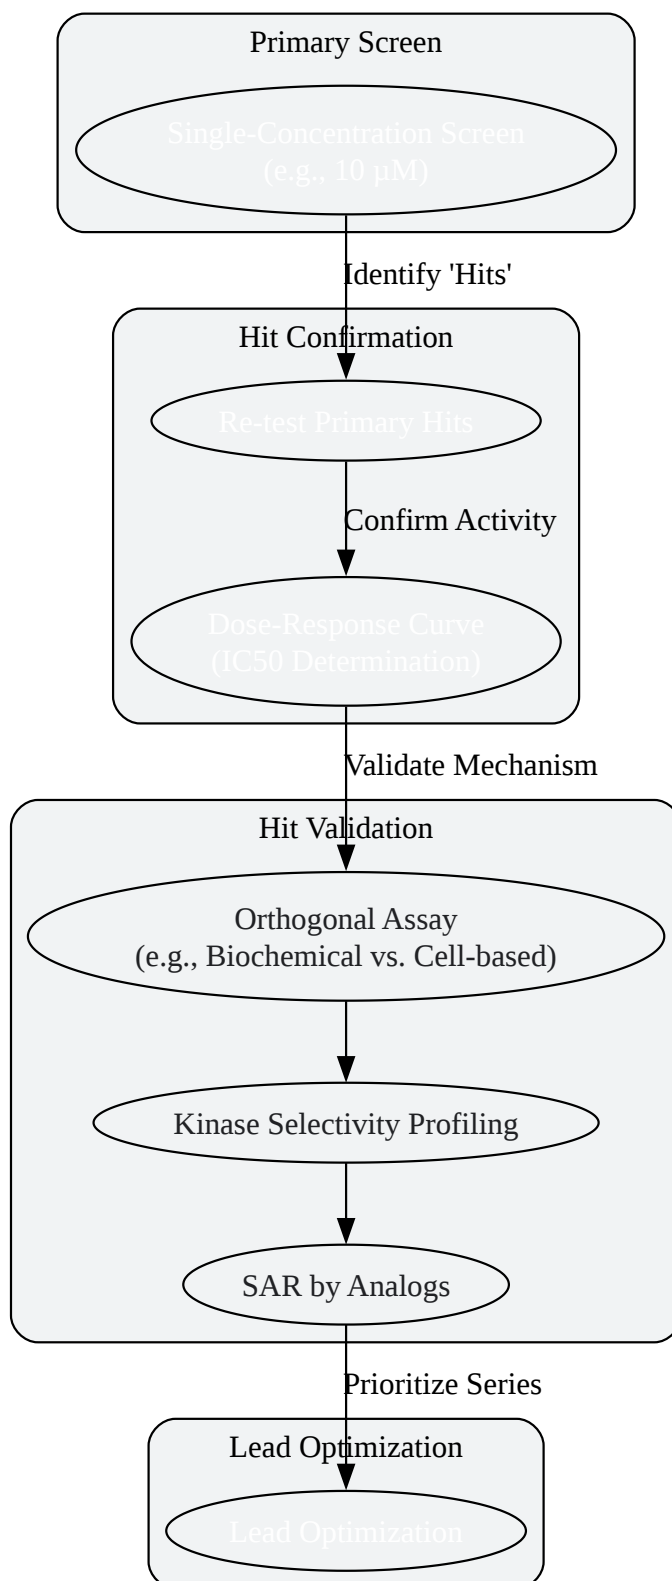 Primary Screen
Single-Concentration Screen
(e.g., 10 µM)
Identify 'Hits'
Hit Confirmation
Re-test Primary Hits
Confirm Activity
Dose-Response Curve
(IC50 Determination)
Validate Mechanism
Hit Validation
Orthogonal Assay
(e.g., Biochemical vs. Cell-based)
Kinase Selectivity Profiling
SAR by Analogs
Prioritize Series
Lead Optimization
Lead Optimization